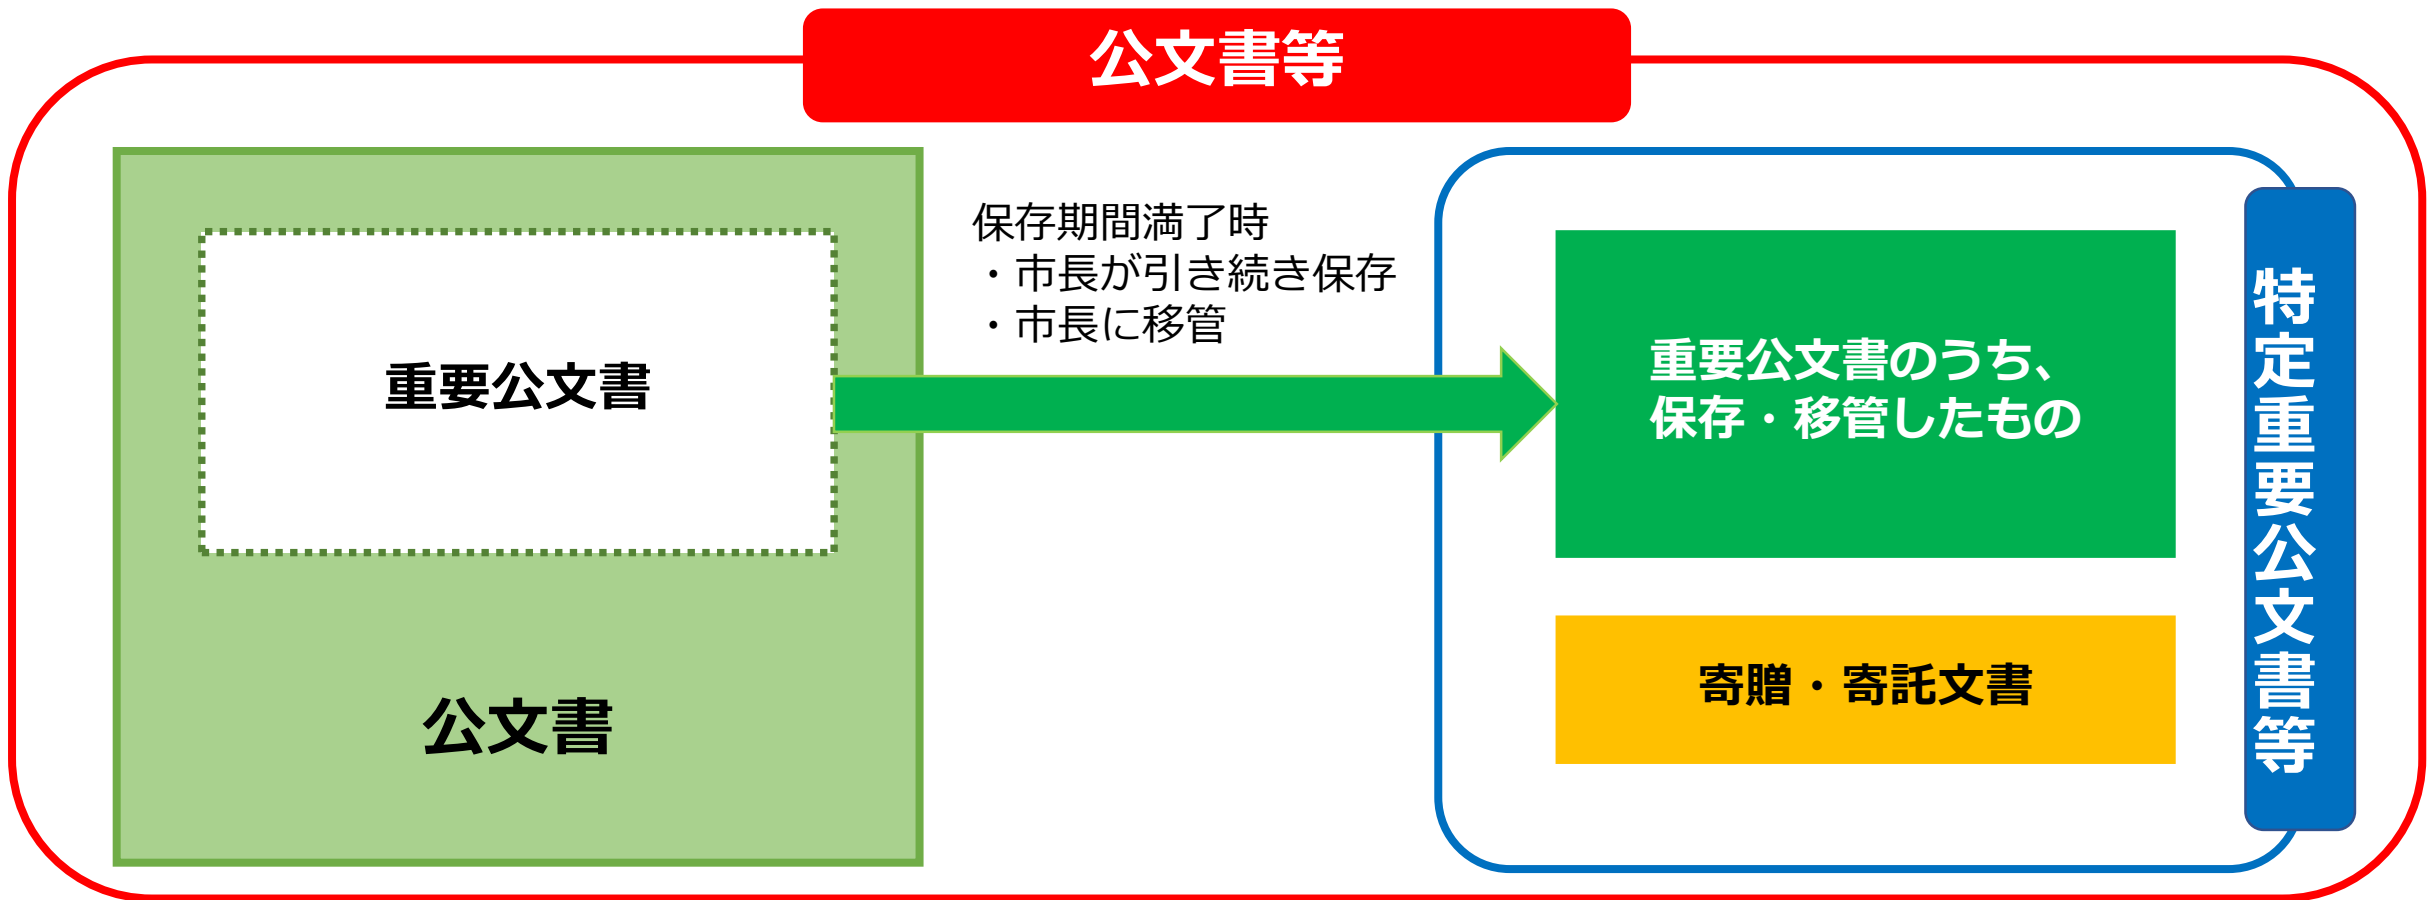 公文書等
重要公文書
公文書
保存期間満了時
・市長が引き続き保存
・市長に移管
重要公文書のうち、
保存・移管したもの
寄贈・寄託文書
特定重要公文書等